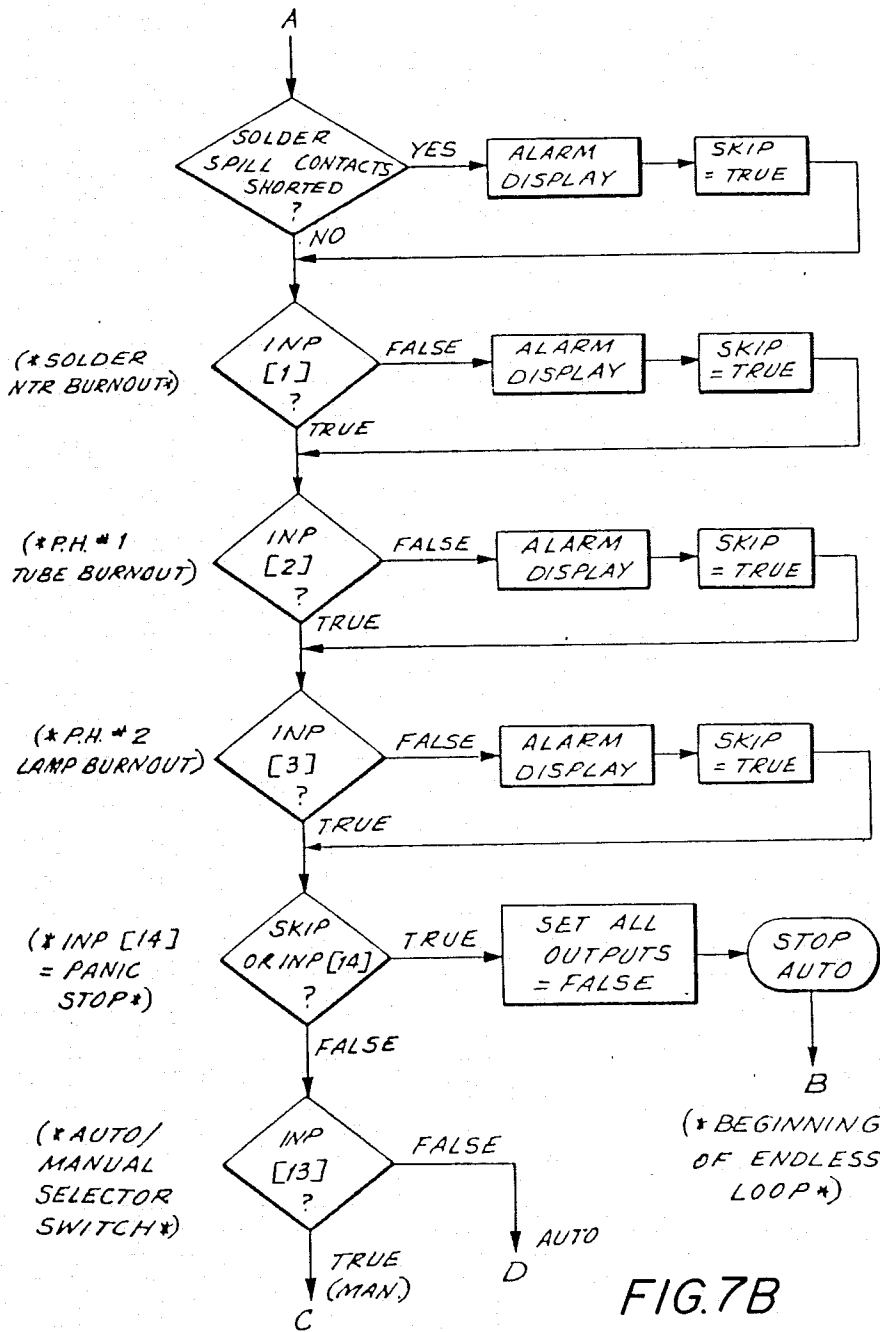 A
SOLDER
SPILL CONTACTS
SHORTED
?
YES
ALARM
DISPLAY
SKIP
= TRUE
NO
(*SOLDER
NTR BURNOUT*)
INP
[1]
?
FALSE
ALARM
DISPLAY
SKIP
= TRUE
TRUE
(*P.H. #1
TUBE BURNOUT)
INP
[2]
?
FALSE
ALARM
DISPLAY
SKIP
= TRUE
TRUE
(*P.H. #2
LAMP BURNOUT)
INP
[3]
?
FALSE
ALARM
DISPLAY
SKIP
= TRUE
TRUE
(*INP [14]
= PANIC
STOP*)
SKIP
OR INP[14]
?
TRUE
SET ALL
OUTPUTS
= FALSE
STOP
AUTO
B
(*BEGINNING
OF ENDLESS
LOOP*)
FALSE
(*AUTO/
MANUAL
SELECTOR
SWITCH*)
INP
[13]
?
FALSE
AUTO
D
TRUE
(MAN.)
C
FIG.7B